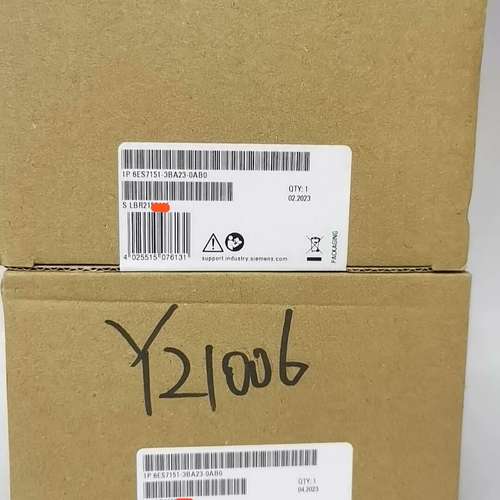 1P 6ES7151-3BA23-0AB0
QTY: 1
02.2023
S LBR21
4 025515 076131
support.industry.siemens.com
PACKAGING
Y21006
1P 6ES7151-3BA23-0AB0
QTY: 1
04.2023